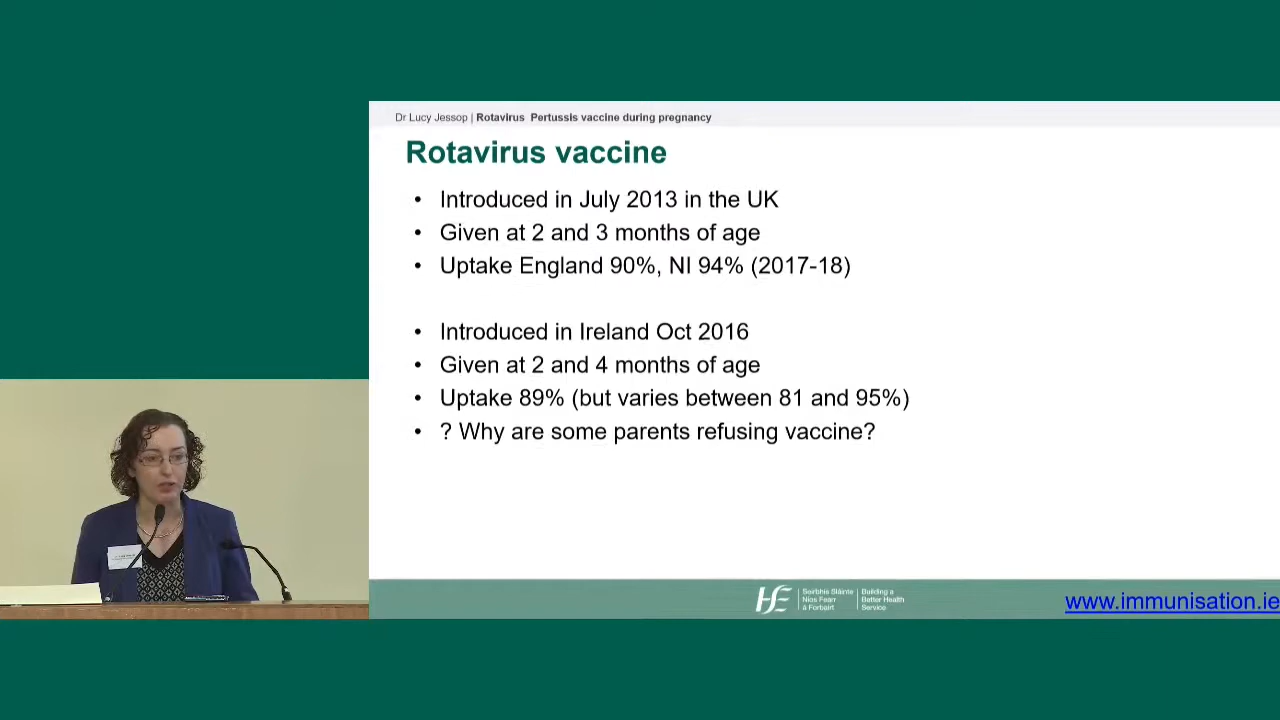 Dr Lucy Jessop | Rotavirus Pertussis vaccine during pregnancy
Rotavirus vaccine
• Introduced in July 2013 in the UK
• Given at 2 and 3 months of age
• Uptake England 90%, NI 94% (2017-18)
• Introduced in Ireland Oct 2016
• Given at 2 and 4 months of age
• Uptake 89% (but varies between 81 and 95%)
• ? Why are some parents refusing vaccine?
Seirbhís Sláinte
Níos Fearr
á Forbairt
Building a
Better Health
Service
www.immunisation.ie